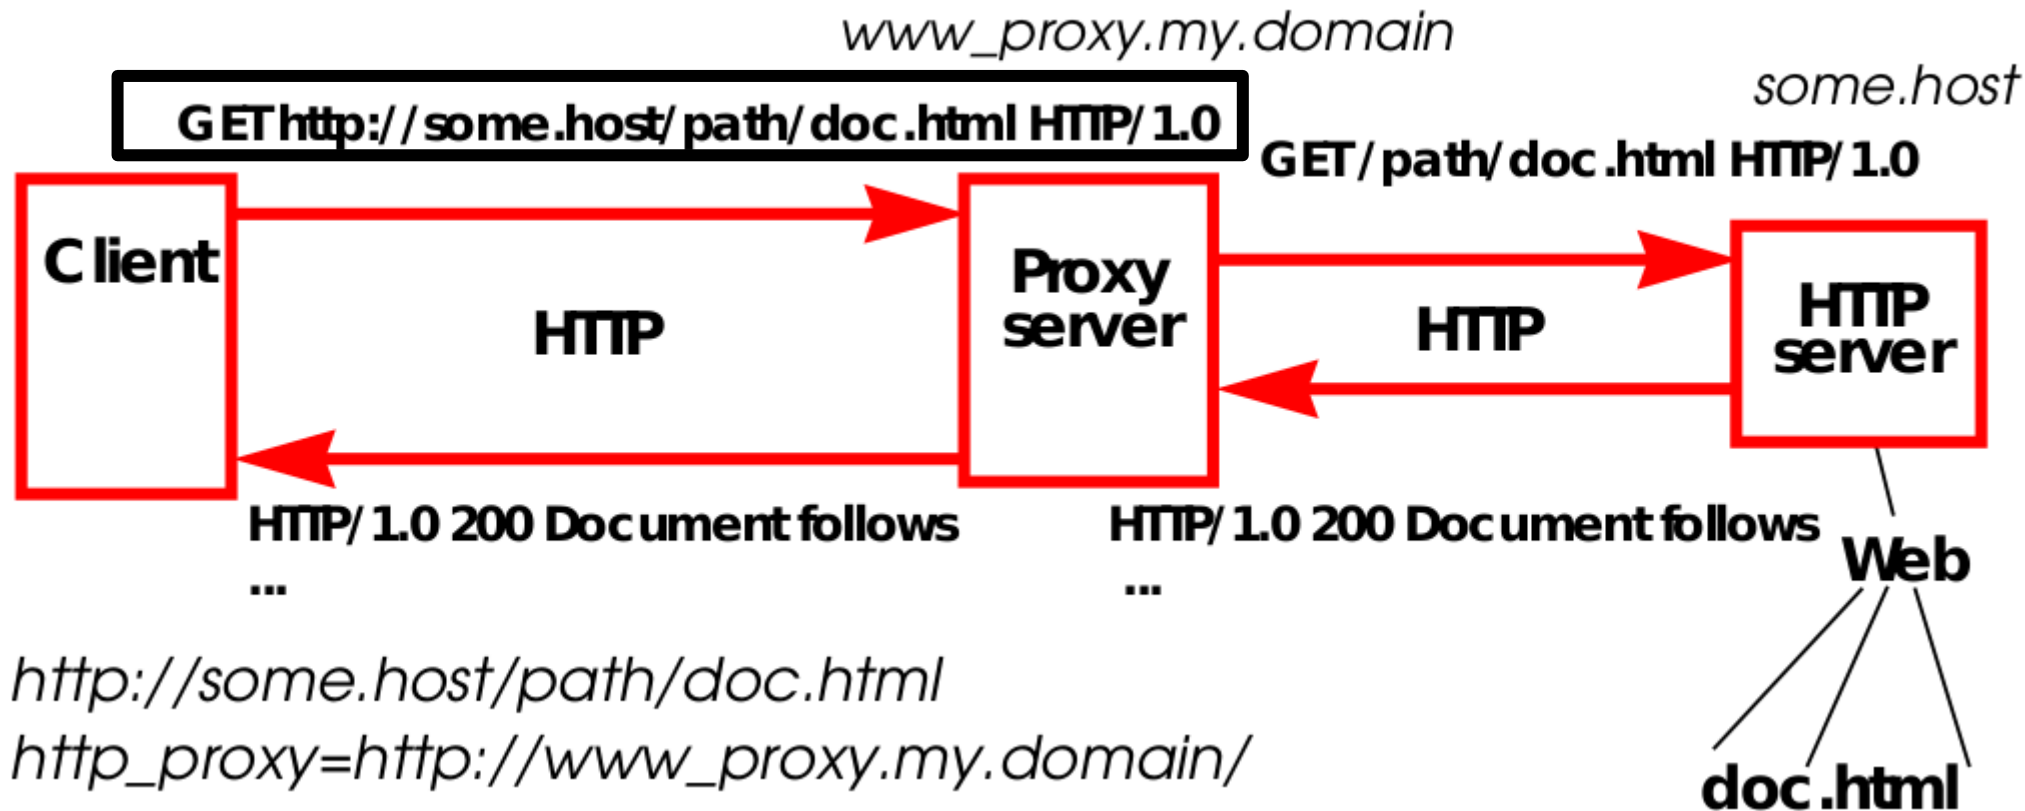 www_proxy.my.domain
some.host
GET http://some.host/path/doc.html HTTP/1.0
GET /path/doc.html HTTP/1.0
Client
Proxy
server
HTTP
HTTP
HTTP
server
HTTP/1.0 200 Document follows
...
HTTP/1.0 200 Document follows
...
Web
http://some.host/path/doc.html
http_proxy=http://www_proxy.my.domain/
doc.html